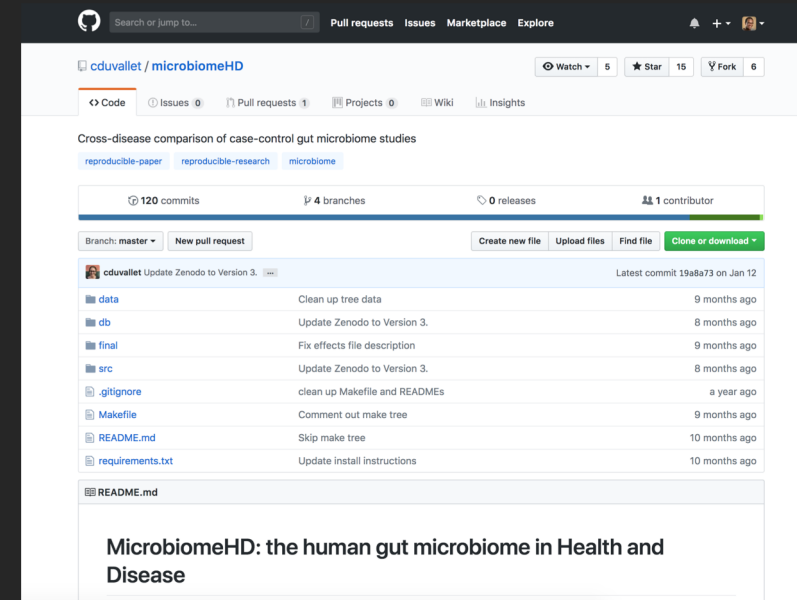 Search or jump to... / Pull requests Issues Marketplace Explore
cduvallet / microbiomeHD Watch 5 Star 15 Fork 6
Code Issues 0 Pull requests 1 Projects 0 Wiki Insights
Cross-disease comparison of case-control gut microbiome studies
reproducible-paper reproducible-research microbiome
120 commits 4 branches 0 releases 1 contributor
Branch: master New pull request Create new file Upload files Find file Clone or download
cduvallet Update Zenodo to Version 3. ... Latest commit 19a8a73 on Jan 12
data Clean up tree data 9 months ago
db Update Zenodo to Version 3. 8 months ago
final Fix effects file description 9 months ago
src Update Zenodo to Version 3. 8 months ago
.gitignore clean up Makefile and READMEs a year ago
Makefile Comment out make tree 9 months ago
README.md Skip make tree 10 months ago
requirements.txt Update install instructions 10 months ago
README.md
MicrobiomeHD: the human gut microbiome in Health and
Disease